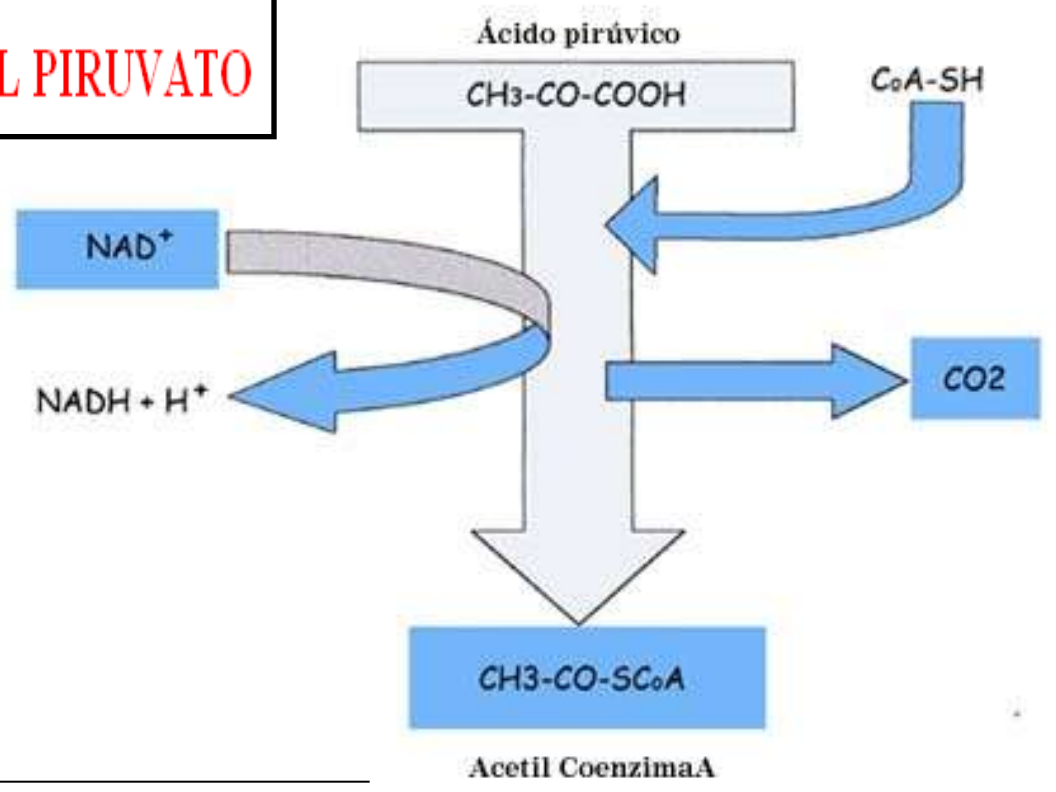 L PIRUVATO
Ácido pirúvico
CH3-CO-COOH
CoA-SH
NAD+
NADH + H+
CO2
CH3-CO-SCoA
Acetil CoenzimaA